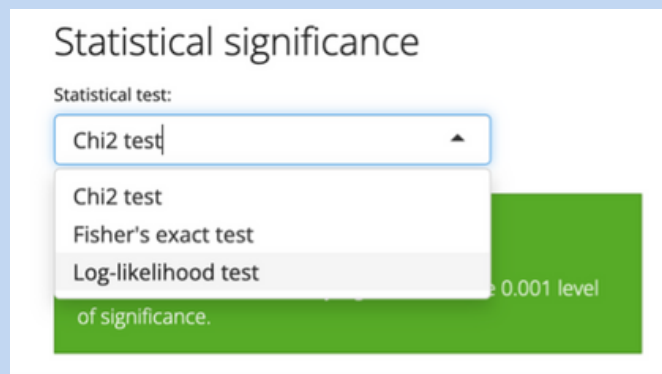 Statistical significance
Statistical test:
Chi2 test
Chi2 test
Fisher's exact test
Log-likelihood test
0.001 level
of significance.